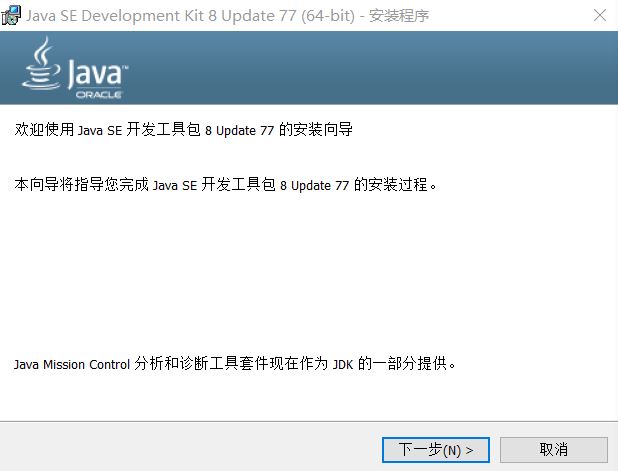 Java SE Development Kit 8 Update 77 (64-bit) - 安装程序
Java™
ORACLE
欢迎使用 Java SE 开发工具包 8 Update 77 的安装向导
本向导将指导您完成 Java SE 开发工具包 8 Update 77 的安装过程。
Java Mission Control 分析和诊断工具套件现在作为 JDK 的一部分提供。
下一步(N) >
取消